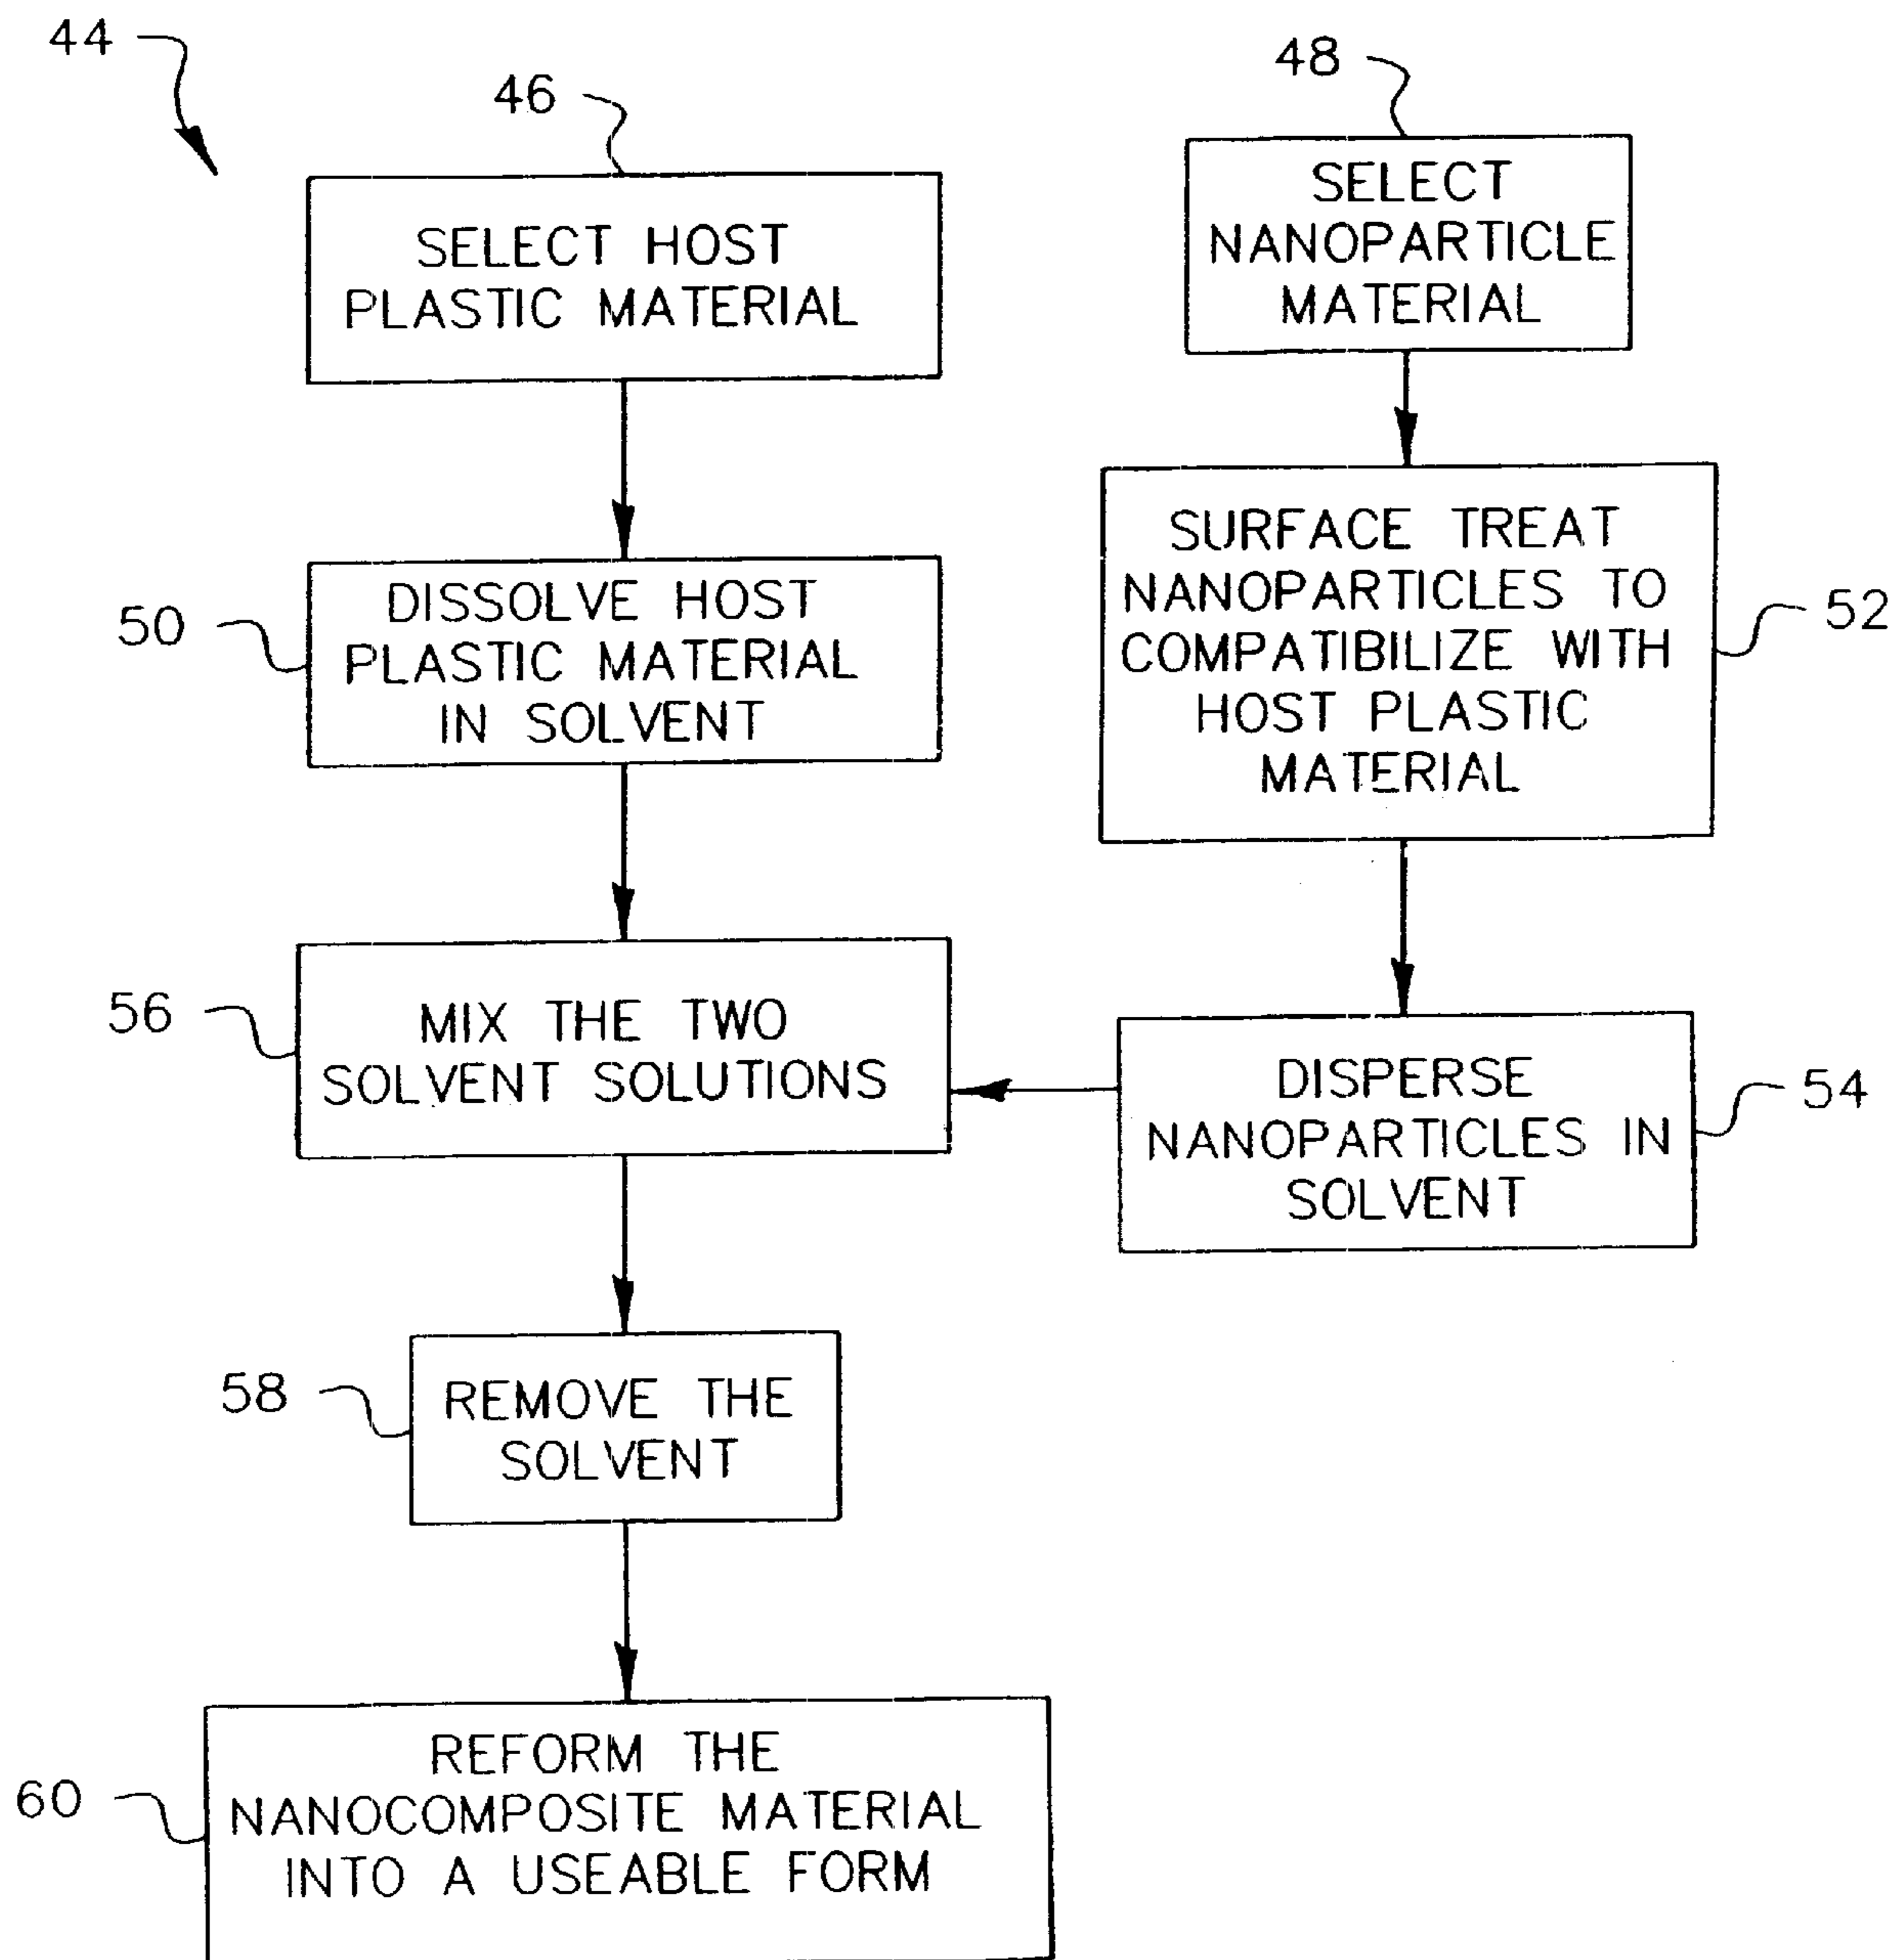 44
46
SELECT HOST
PLASTIC MATERIAL
48
SELECT
NANOPARTICLE
MATERIAL
50
DISSOLVE HOST
PLASTIC MATERIAL
IN SOLVENT
SURFACE TREAT
NANOPARTICLES TO
COMPATIBILIZE WITH
HOST PLASTIC
MATERIAL
52
56
MIX THE TWO
SOLVENT SOLUTIONS
DISPERSE
NANOPARTICLES IN
SOLVENT
54
58
REMOVE THE
SOLVENT
60
REFORM THE
NANOCOMPOSITE MATERIAL
INTO A USEABLE FORM